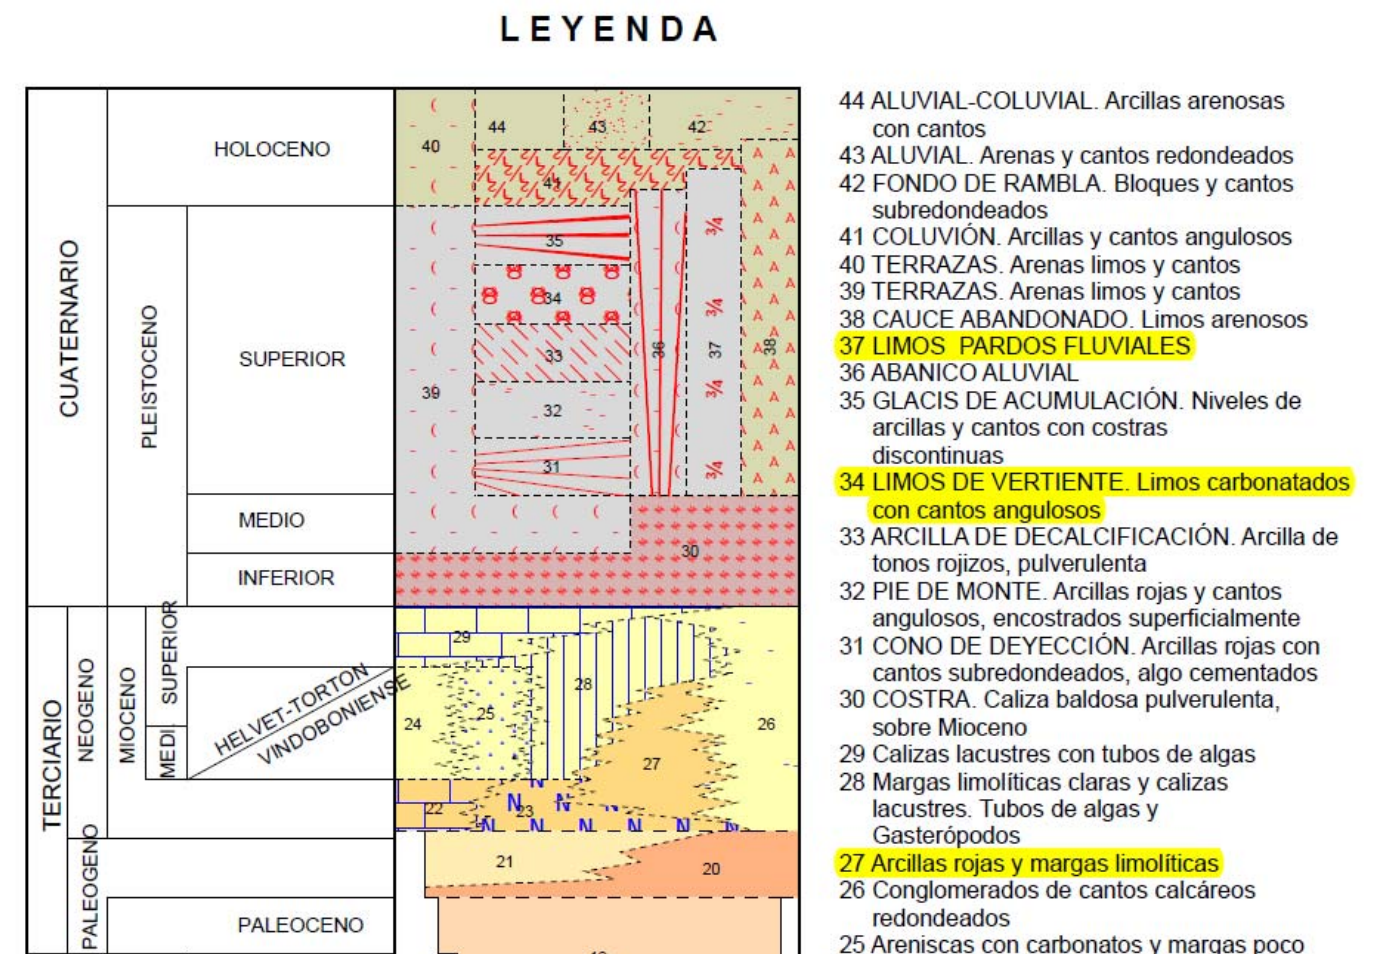 LEYENDA
CUATERNARIO
HOLOCENO
PLEISTOCENO
SUPERIOR
MEDIO
INFERIOR
TERCIARIO
NEOGENO
MIOCENO
SUPERIOR
MEDI.
HELVET-TORTON
VINDOBONIENSE
PALEOGENO
PALEOCENO
40
44
43
42
41
35
34
33
32
31
39
36
37
38
30
29
28
24
25
26
27
22
23
21
20
44 ALUVIAL-COLUVIAL. Arcillas arenosas
con cantos
43 ALUVIAL. Arenas y cantos redondeados
42 FONDO DE RAMBLA. Bloques y cantos
subredondeados
41 COLUVIÓN. Arcillas y cantos angulosos
40 TERRAZAS. Arenas limos y cantos
39 TERRAZAS. Arenas limos y cantos
38 CAUCE ABANDONADO. Limos arenosos
37 LIMOS PARDOS FLUVIALES
36 ABANICO ALUVIAL
35 GLACIS DE ACUMULACIÓN. Niveles de
arcillas y cantos con costras
discontinuas
34 LIMOS DE VERTIENTE. Limos carbonatados
con cantos angulosos
33 ARCILLA DE DECALCIFICACIÓN. Arcilla de
tonos rojizos, pulverulenta
32 PIE DE MONTE. Arcillas rojas y cantos
angulosos, encostrados superficialmente
31 CONO DE DEYECCIÓN. Arcillas rojas con
cantos subredondeados, algo cementados
30 COSTRA. Caliza baldosa pulverulenta,
sobre Mioceno
29 Calizas lacustres con tubos de algas
28 Margas limolíticas claras y calizas
lacustres. Tubos de algas y
Gasterópodos
27 Arcillas rojas y margas limolíticas
26 Conglomerados de cantos calcáreos
redondeados
25 Areniscas con carbonatos y margas poco